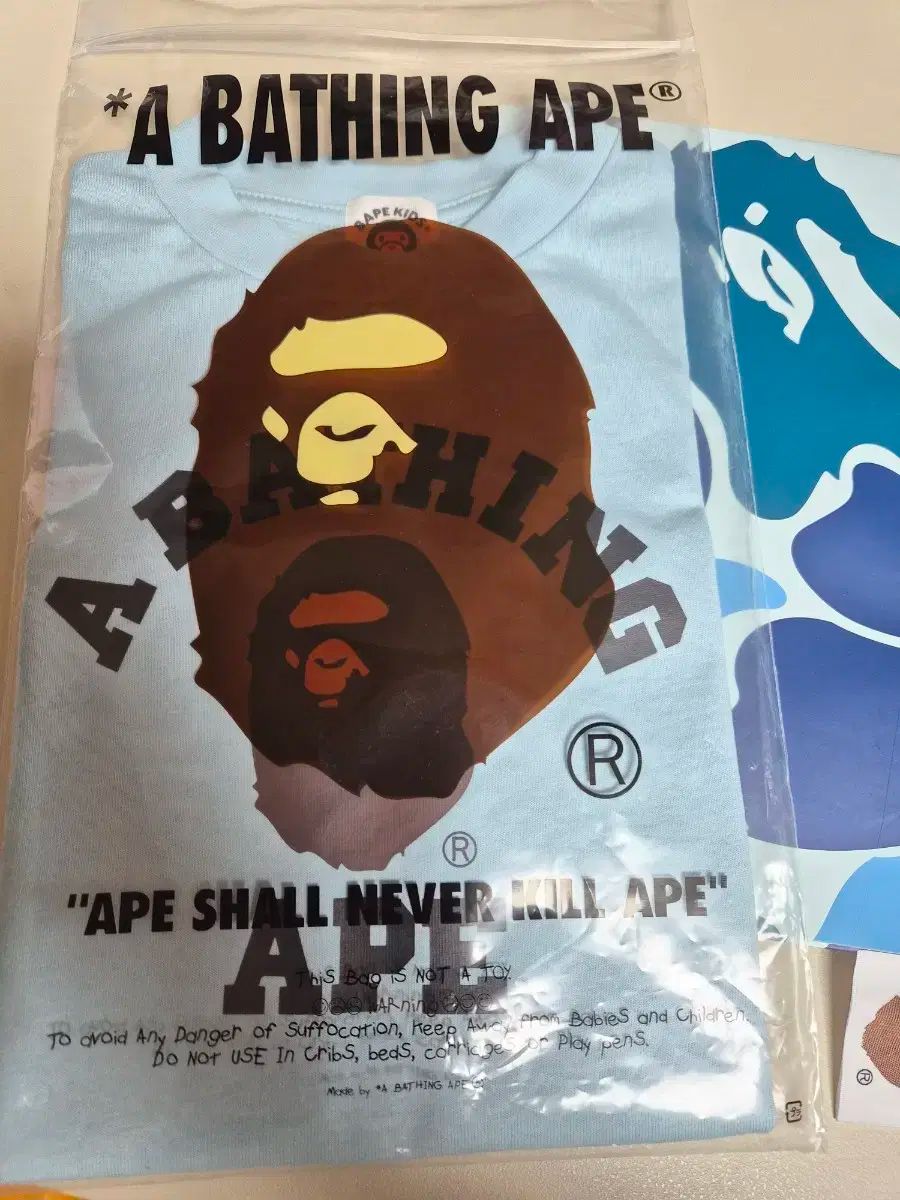 *A BATHING APE®
BAPE KIDS®
A BATHING
®
®
"APE SHALL NEVER KILL APE"
APE
This Bag iS NOT A TOY.
WARning
To avoid Any Danger of Suffocation, Keep Away From BabieS and Children.
Do NoT USE In CribS, bedS, carriageS or Play penS.
Made by *A BATHING APE®
®